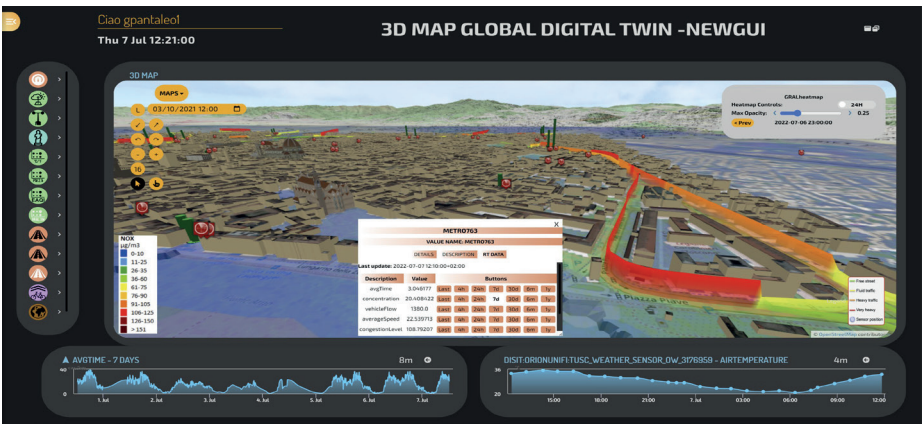 Ciao gpantaleo1
Thu 7 Jul 12:21:00
3D MAP GLOBAL DIGITAL TWIN -NEWGUI
3D MAP
MAPS
L 03/10/2021 12:00
16
GRALheatmap
Heatmap Controls: 24H
Max Opacity: < > 0.25
< Prev 2022-07-06 23:00:00
NOX
µg/m3
0-10
11-25
26-35
36-60
61-75
76-90
91-105
106-125
126-150
> 151
METRO763 X
VALUE NAME: METRO763
DETAILS DESCRIPTION RT DATA
Last update: 2022-07-07 12:10:00+02:00
Description Value Buttons
avgTime 3.046177 Last 4h 24h 7d 30d 6m 1y
concentration 20.408422 Last 4h 24h 7d 30d 6m 1y
vehicleFlow 1380.0 Last 4h 24h 7d 30d 6m 1y
averageSpeed 22.539713 Last 4h 24h 7d 30d 6m 1y
congestionLevel 108.79207 Last 4h 24h 7d 30d 6m 1y
Piazza Piave
Free street
Fluid traffic
Heavy traffic
Very heavy
Sensor position
AVGTIME - 7 DAYS 8m
40
0
1. Jul 2. Jul 3. Jul 4. Jul 5. Jul 6. Jul 7. Jul
DISIT:ORIONUNIFI:TUSC_WEATHER_SENSOR_OW_3176959 - AIRTEMPERATURE 4m
36
20
15:00 18:00 21:00 7. Jul 03:00 06:00 09:00 12:00